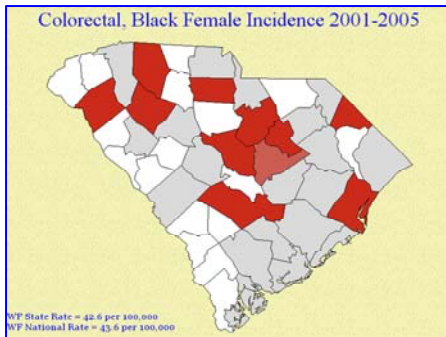 Colorectal, Black Female Incidence 2001-2005
WF State Rate = 42.6 per 100,000
WF National Rate = 43.6 per 100,000